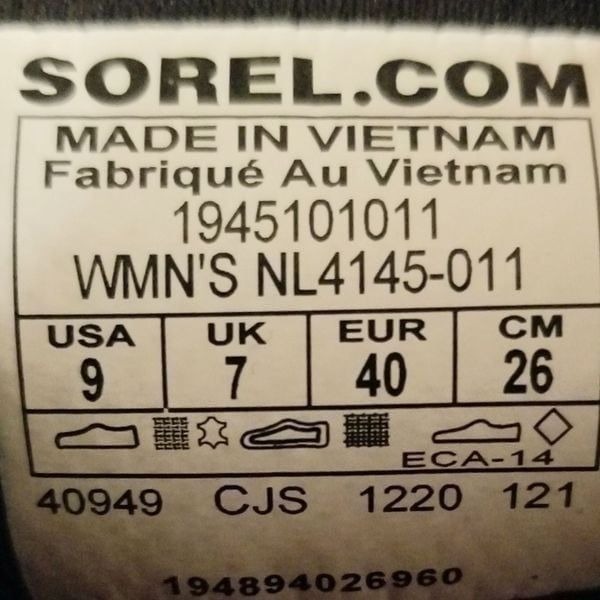 SOREL.COM
MADE IN VIETNAM
Fabriqué Au Vietnam
1945101011
WMN'S NL4145-011
USA UK EUR CM
9 7 40 26
ECA-14
40949 CJS 1220 121
194894026960